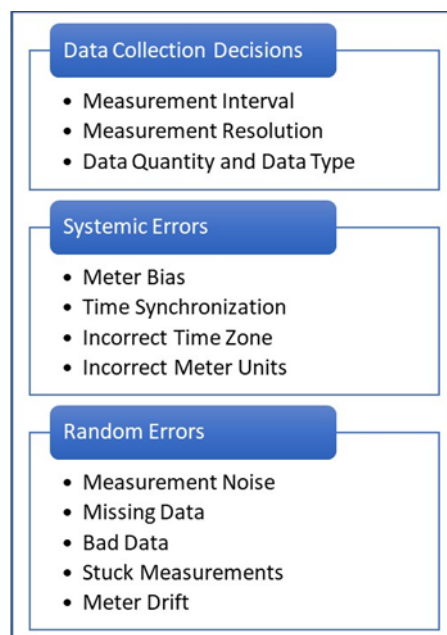 Data Collection Decisions
• Measurement Interval
• Measurement Resolution
• Data Quantity and Data Type
Systemic Errors
• Meter Bias
• Time Synchronization
• Incorrect Time Zone
• Incorrect Meter Units
Random Errors
• Measurement Noise
• Missing Data
• Bad Data
• Stuck Measurements
• Meter Drift